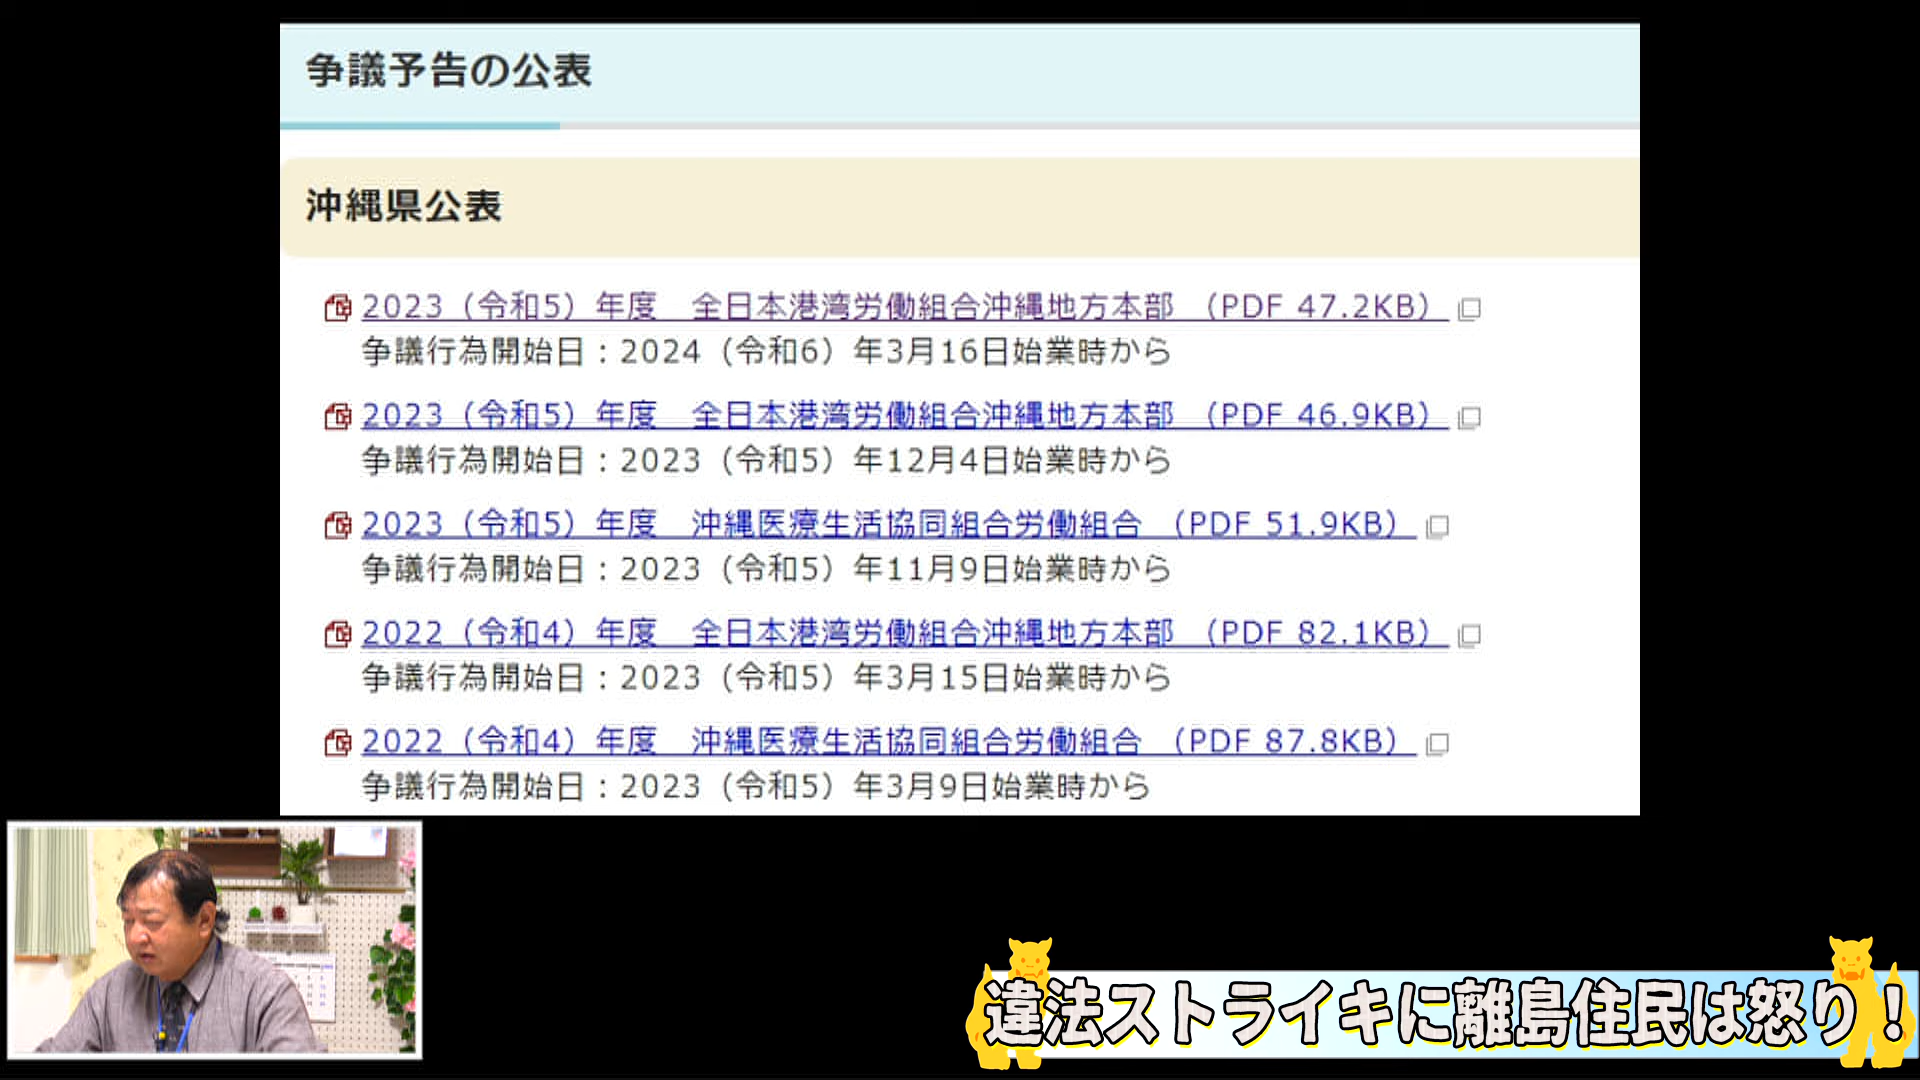 争議予告の公表
沖縄県公表
2023（令和5）年度　全日本港湾労働組合沖縄地方本部　（PDF 47.2KB）
争議行為開始日：2024（令和6）年3月16日始業時から
2023（令和5）年度　全日本港湾労働組合沖縄地方本部　（PDF 46.9KB）
争議行為開始日：2023（令和5）年12月4日始業時から
2023（令和5）年度　沖縄医療生活協同組合労働組合　（PDF 51.9KB）
争議行為開始日：2023（令和5）年11月9日始業時から
2022（令和4）年度　全日本港湾労働組合沖縄地方本部　（PDF 82.1KB）
争議行為開始日：2023（令和5）年3月15日始業時から
2022（令和4）年度　沖縄医療生活協同組合労働組合　（PDF 87.8KB）
争議行為開始日：2023（令和5）年3月9日始業時から
違法ストライキに離島住民は怒り！